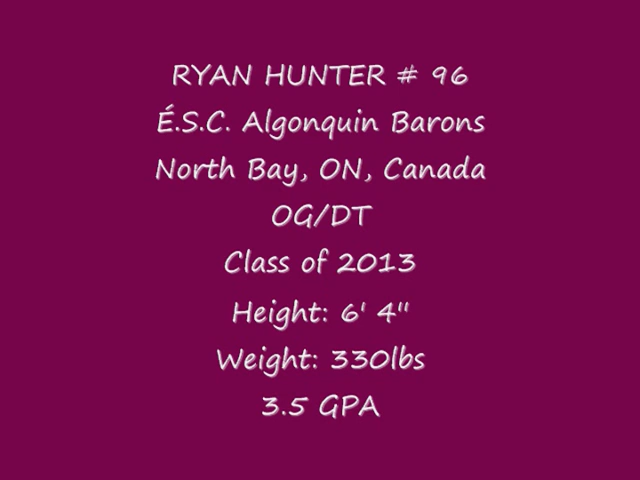 RYAN HUNTER # 96
É.S.C. Algonquin Barons
North Bay, ON, Canada
OG/DT
Class of 2013
Height: 6' 4"
Weight: 330lbs
3.5 GPA